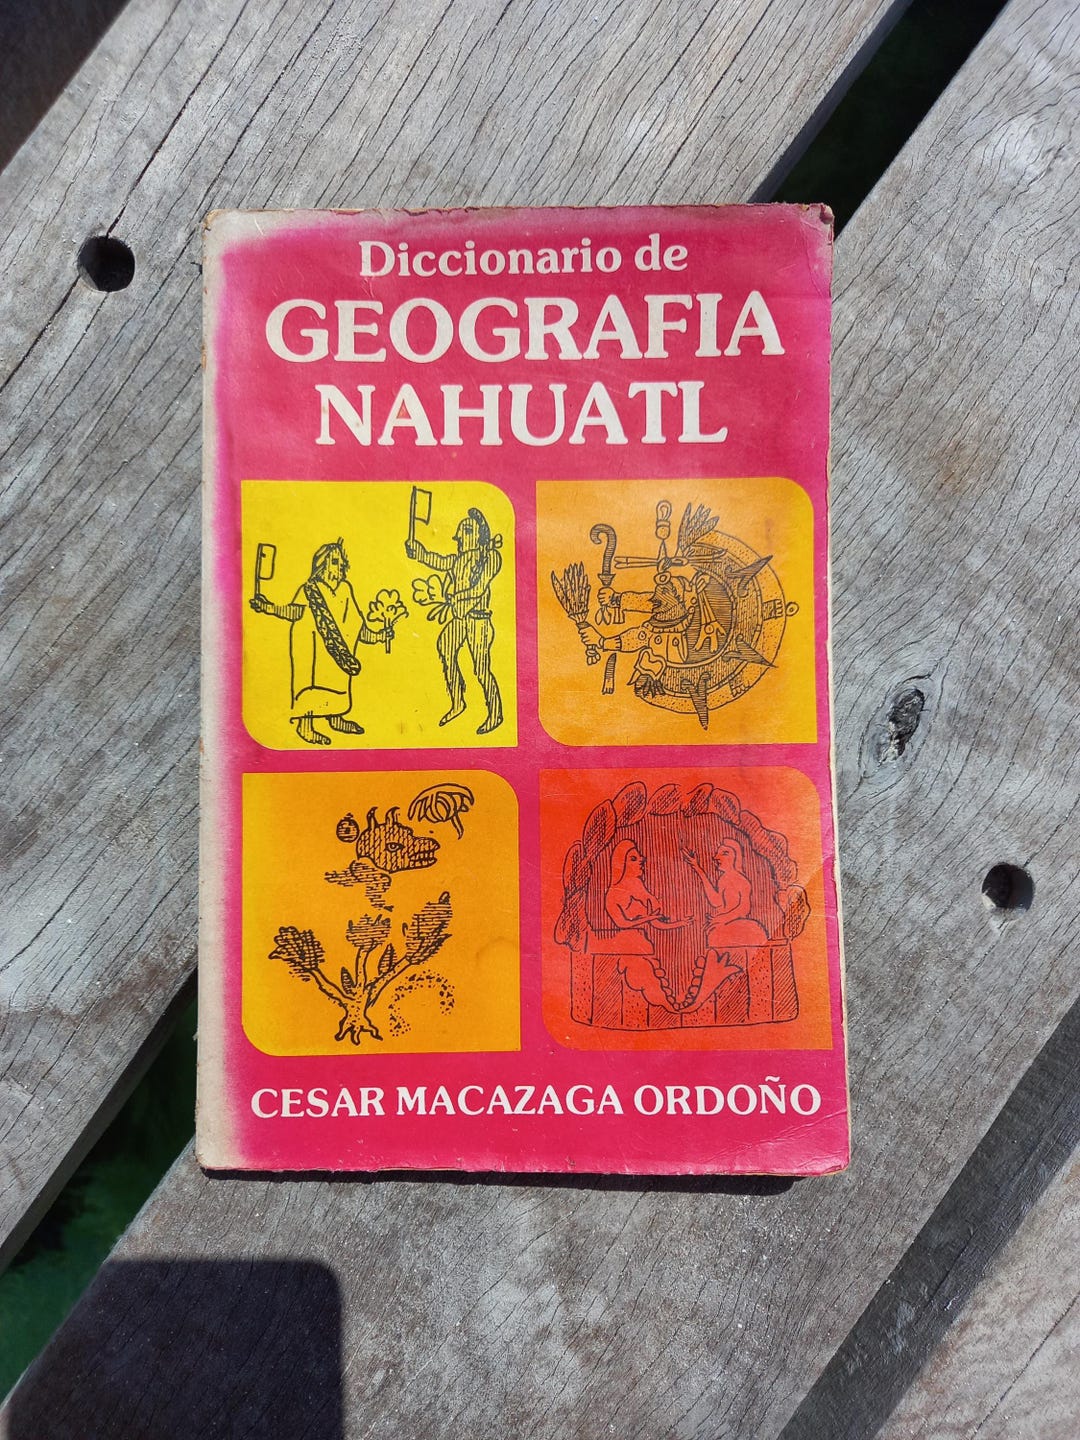 Diccionario de
GEOGRAFIA
NAHUATL
CESAR MACAZAGA ORDOÑO